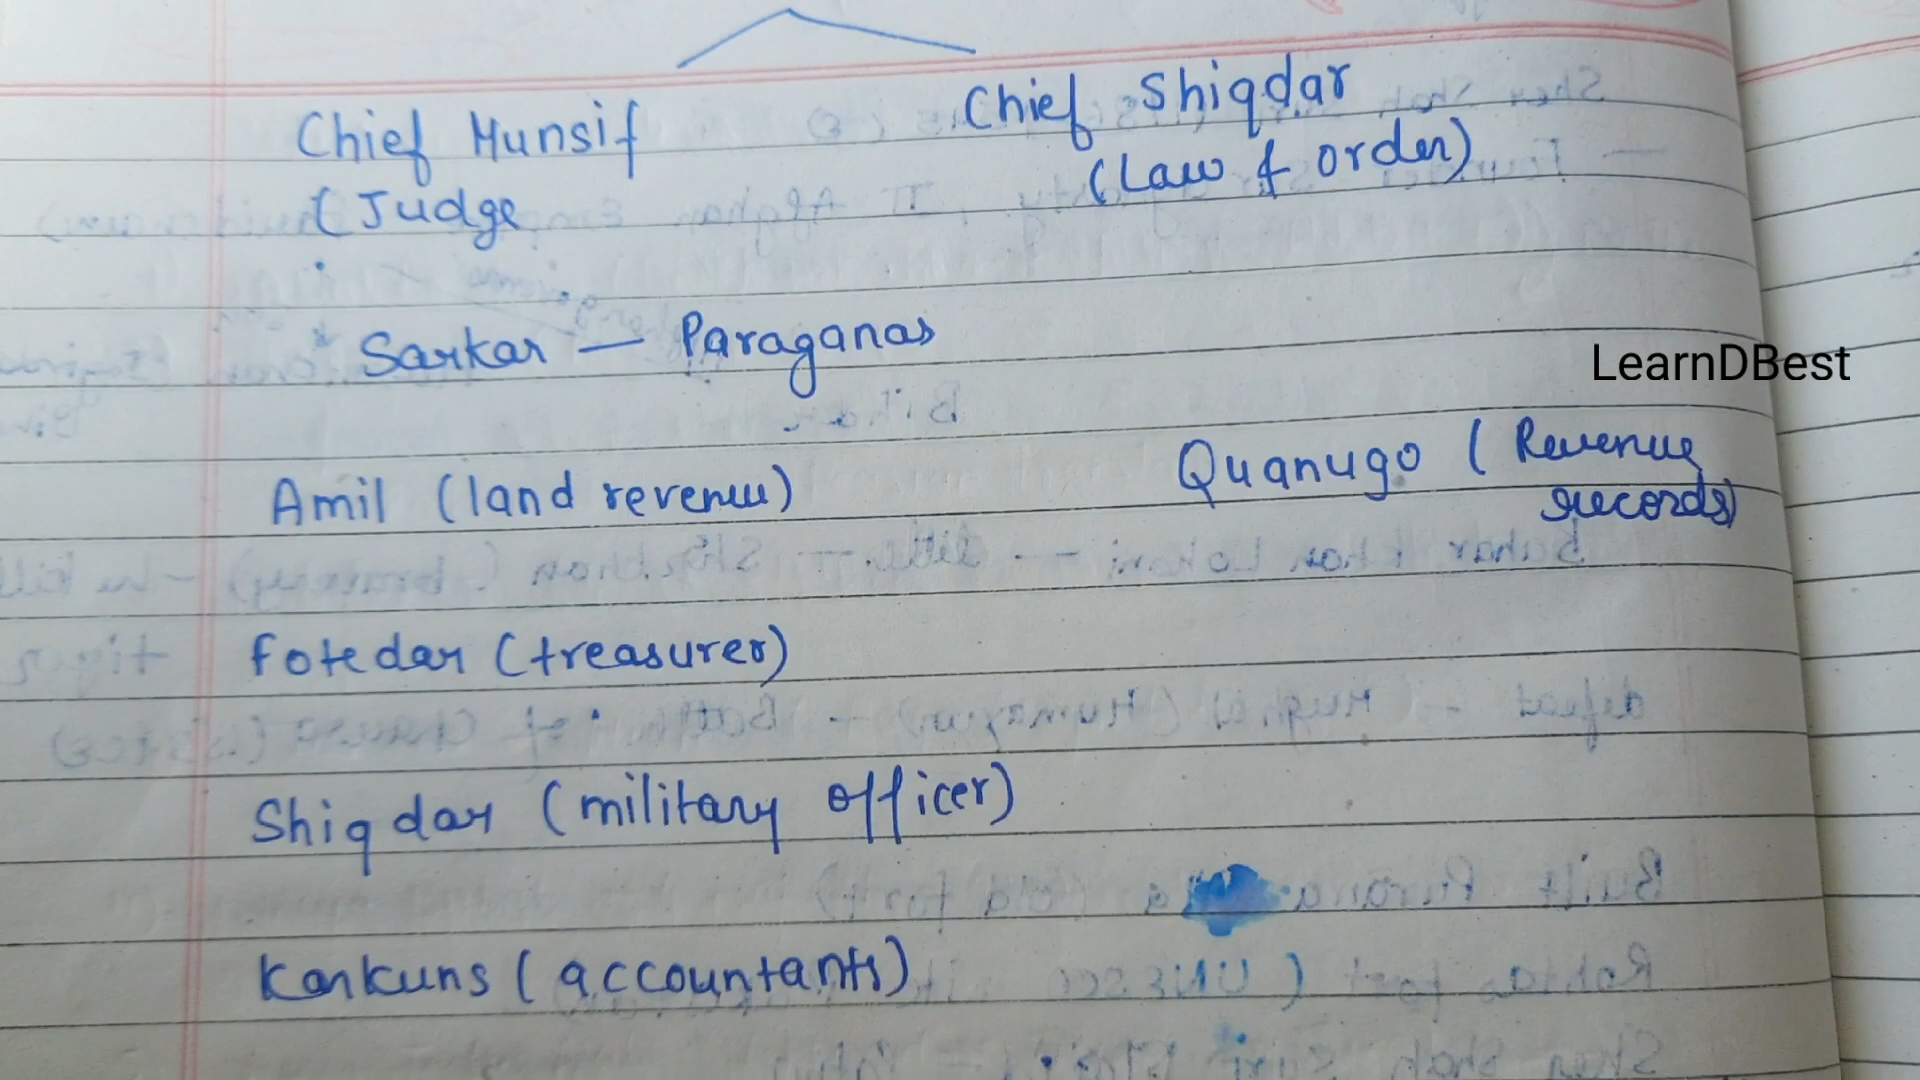 Chief Munsif
Chief Shiqdar
(Judge
(Law & order)
Sarkar — Paraganas
LearnDBest
Amil (land revenue)
Quanugo (Revenue
records)
Fotedar (treasurer)
Shiqdar (military officer)
Karkuns (accountants)